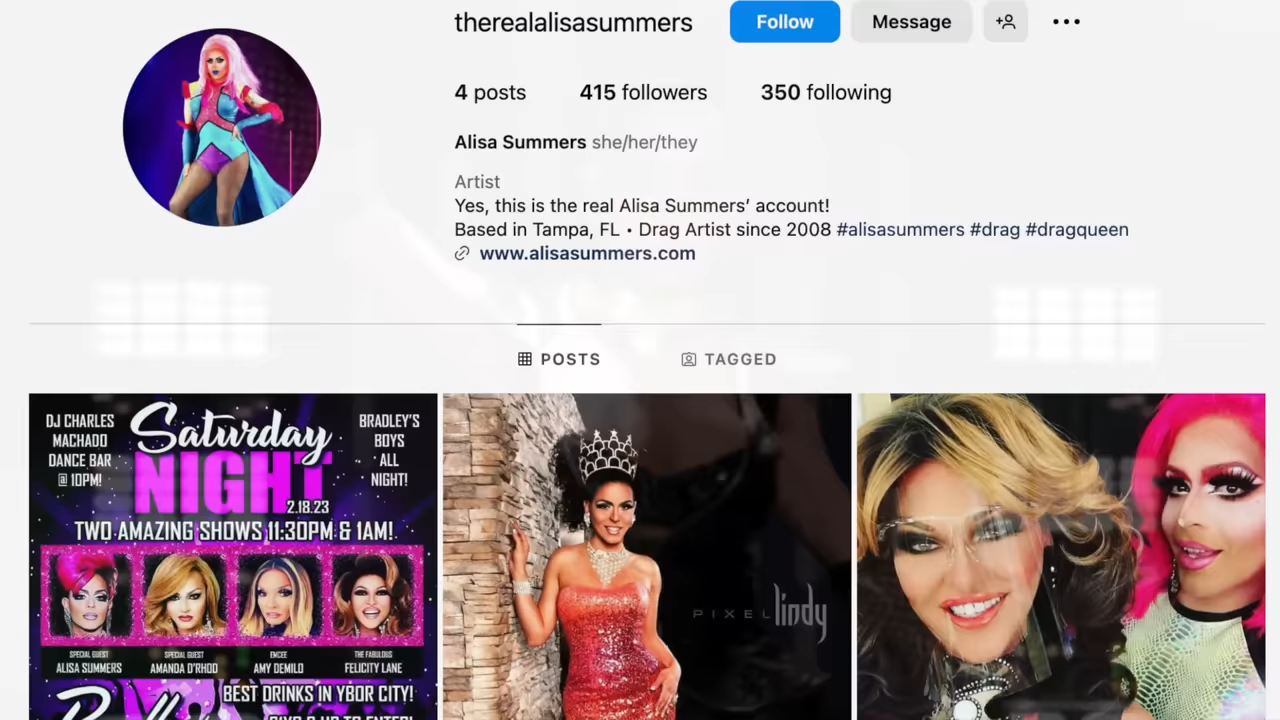 therealalisasummers Follow Message
4 posts 415 followers 350 following
Alisa Summers she/her/they
Artist
Yes, this is the real Alisa Summers’ account!
Based in Tampa, FL • Drag Artist since 2008 #alisasummers #drag #dragqueen
www.alisasummers.com
POSTS TAGGED
DJ CHARLES
MACHADO
DANCE BAR
@ 10PM!
Saturday
NIGHT
2.18.23
BRADLEY'S
BOYS
ALL
NIGHT!
TWO AMAZING SHOWS 11:30PM & 1AM!
SPECIAL GUEST
ALISA SUMMERS
SPECIAL GUEST
AMANDA D'RHOD
EMCEE
AMY DEMILO
THE FABULOUS
FELICITY LANE
BEST DRINKS IN YBOR CITY!
PIXEL lindy